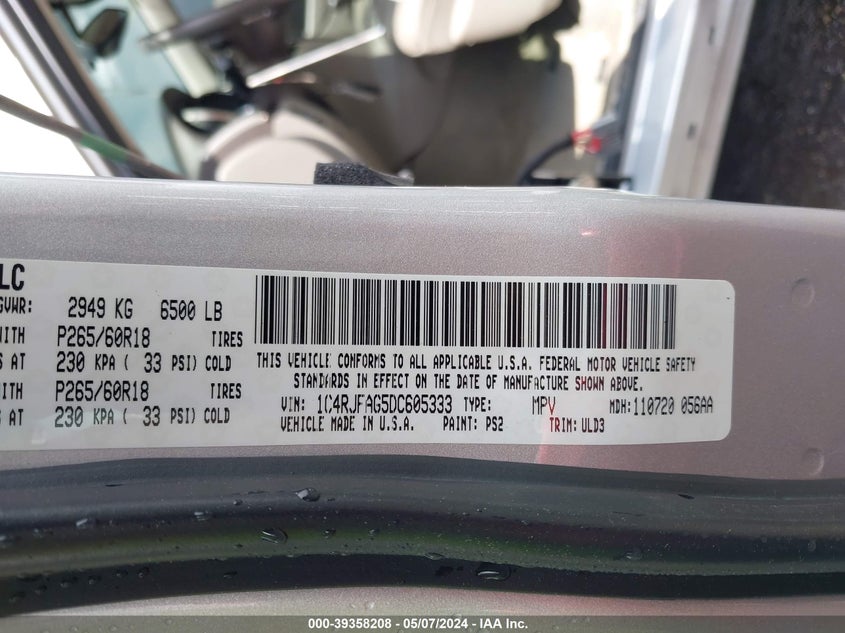 LC
GVWR: 2949 KG 6500 LB
WITH P265/60R18 TIRES
S AT 230 KPA ( 33 PSI) COLD
WITH P265/60R18 TIRES
S AT 230 KPA ( 33 PSI) COLD
THIS VEHICLE CONFORMS TO ALL APPLICABLE U.S.A. FEDERAL MOTOR VEHICLE SAFETY
STANDARDS IN EFFECT ON THE DATE OF MANUFACTURE SHOWN ABOVE.
VIN: 1C4RJFAG5DC605333 TYPE: MPV MDH: 110720 056AA
VEHICLE MADE IN U.S.A. PAINT: PS2 TRIM: ULD3
000-39358208 - 05/07/2024 - IAA Inc.